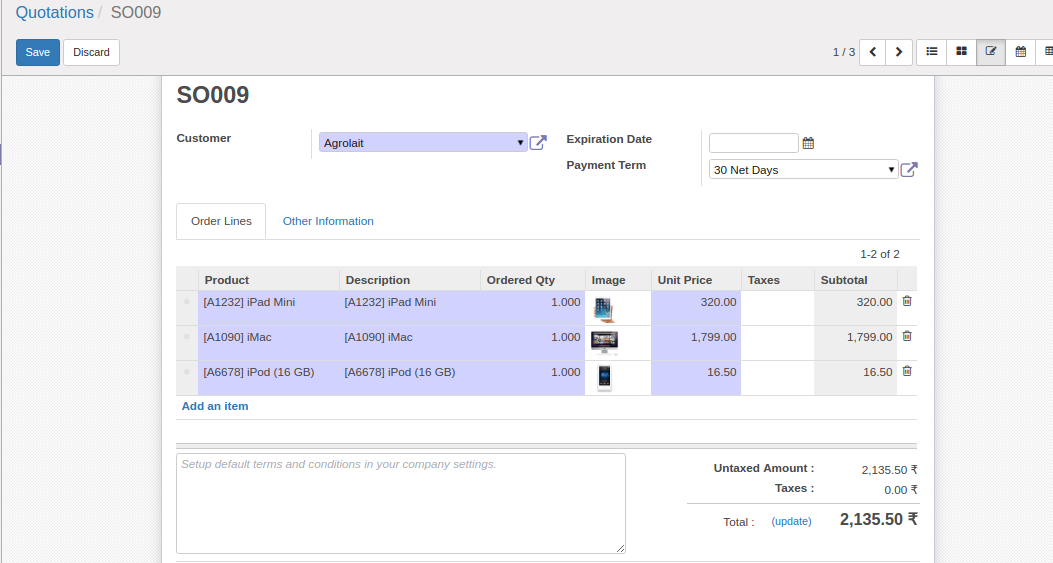 Quotations / SO009
Save Discard 1 / 3
SO009
Customer Agrolait Expiration Date
Payment Term 30 Net Days
Order Lines Other Information
1-2 of 2
Product Description Ordered Qty Image Unit Price Taxes Subtotal
[A1232] iPad Mini [A1232] iPad Mini 1.000 320.00 320.00
[A1090] iMac [A1090] iMac 1.000 1,799.00 1,799.00
[A6678] iPod (16 GB) [A6678] iPod (16 GB) 1.000 16.50 16.50
Add an item
Setup default terms and conditions in your company settings.
Untaxed Amount : 2,135.50 ₹
Taxes : 0.00 ₹
Total : (update) 2,135.50 ₹